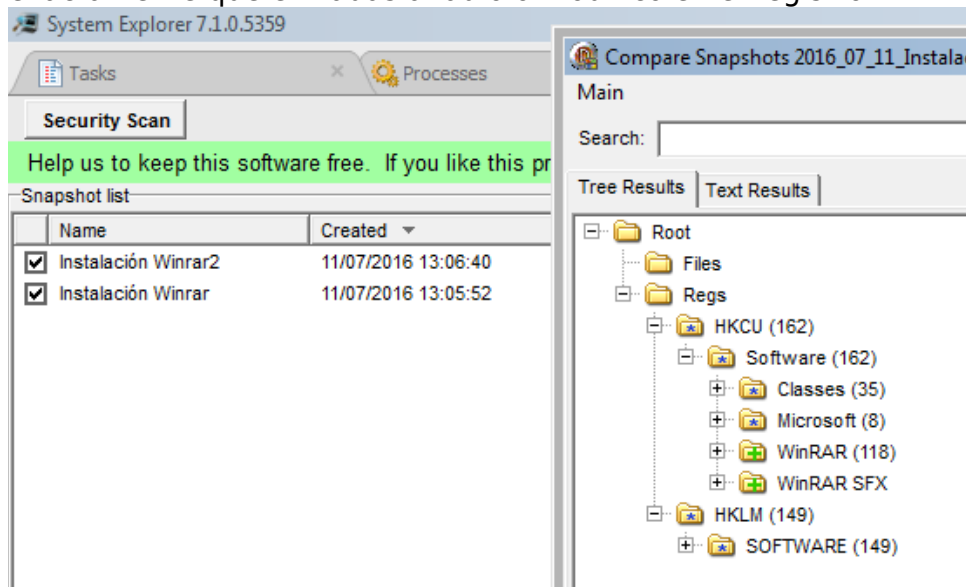 System Explorer 7.1.0.5359
Tasks
Processes
Security Scan
Help us to keep this software free. If you like this pr
Snapshot list
Name Created
Instalación Winrar2 11/07/2016 13:06:40
Instalación Winrar 11/07/2016 13:05:52
Compare Snapshots 2016_07_11_Instala
Main
Search:
Tree Results Text Results
Root
Files
Regs
HKCU (162)
Software (162)
Classes (35)
Microsoft (8)
WinRAR (118)
WinRAR SFX
HKLM (149)
SOFTWARE (149)